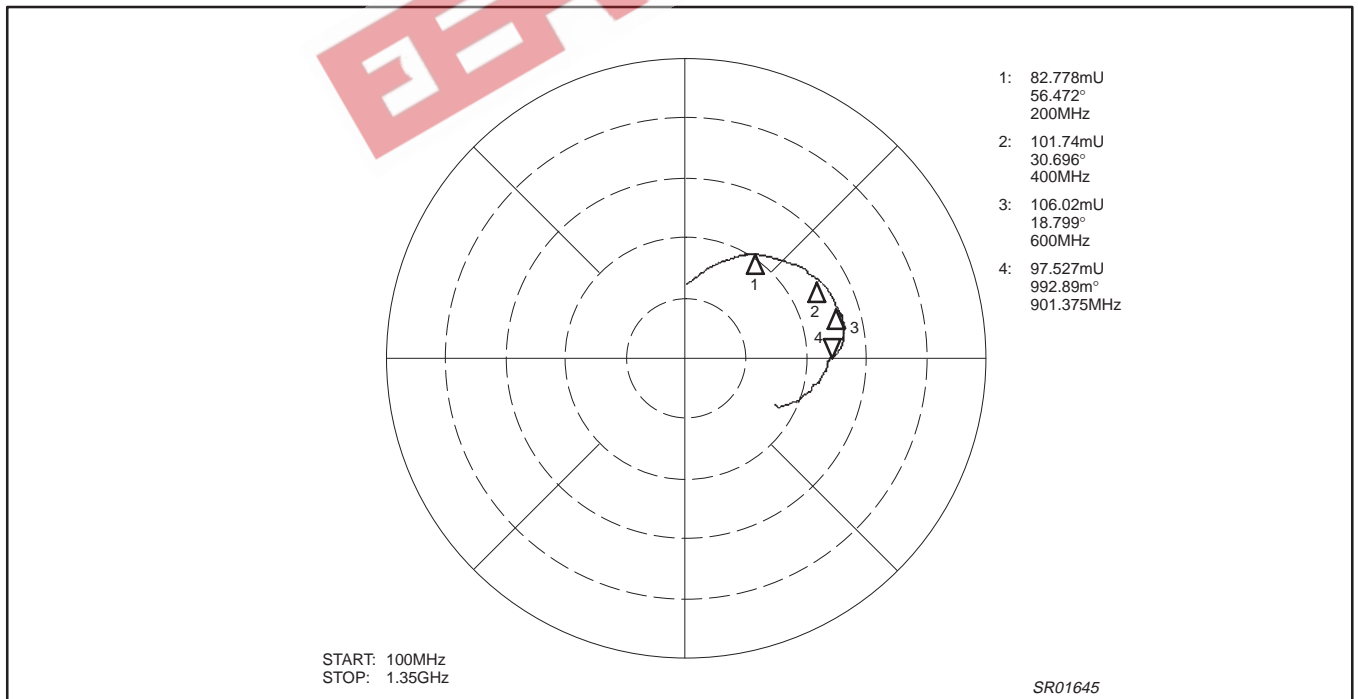 1: 82.778mU
56.472°
200MHz
2: 101.74mU
30.696°
400MHz
3: 106.02mU
18.799°
600MHz
4: 97.527mU
992.89m°
901.375MHz
1
2
3
4
START: 100MHz
STOP: 1.35GHz
SR01645